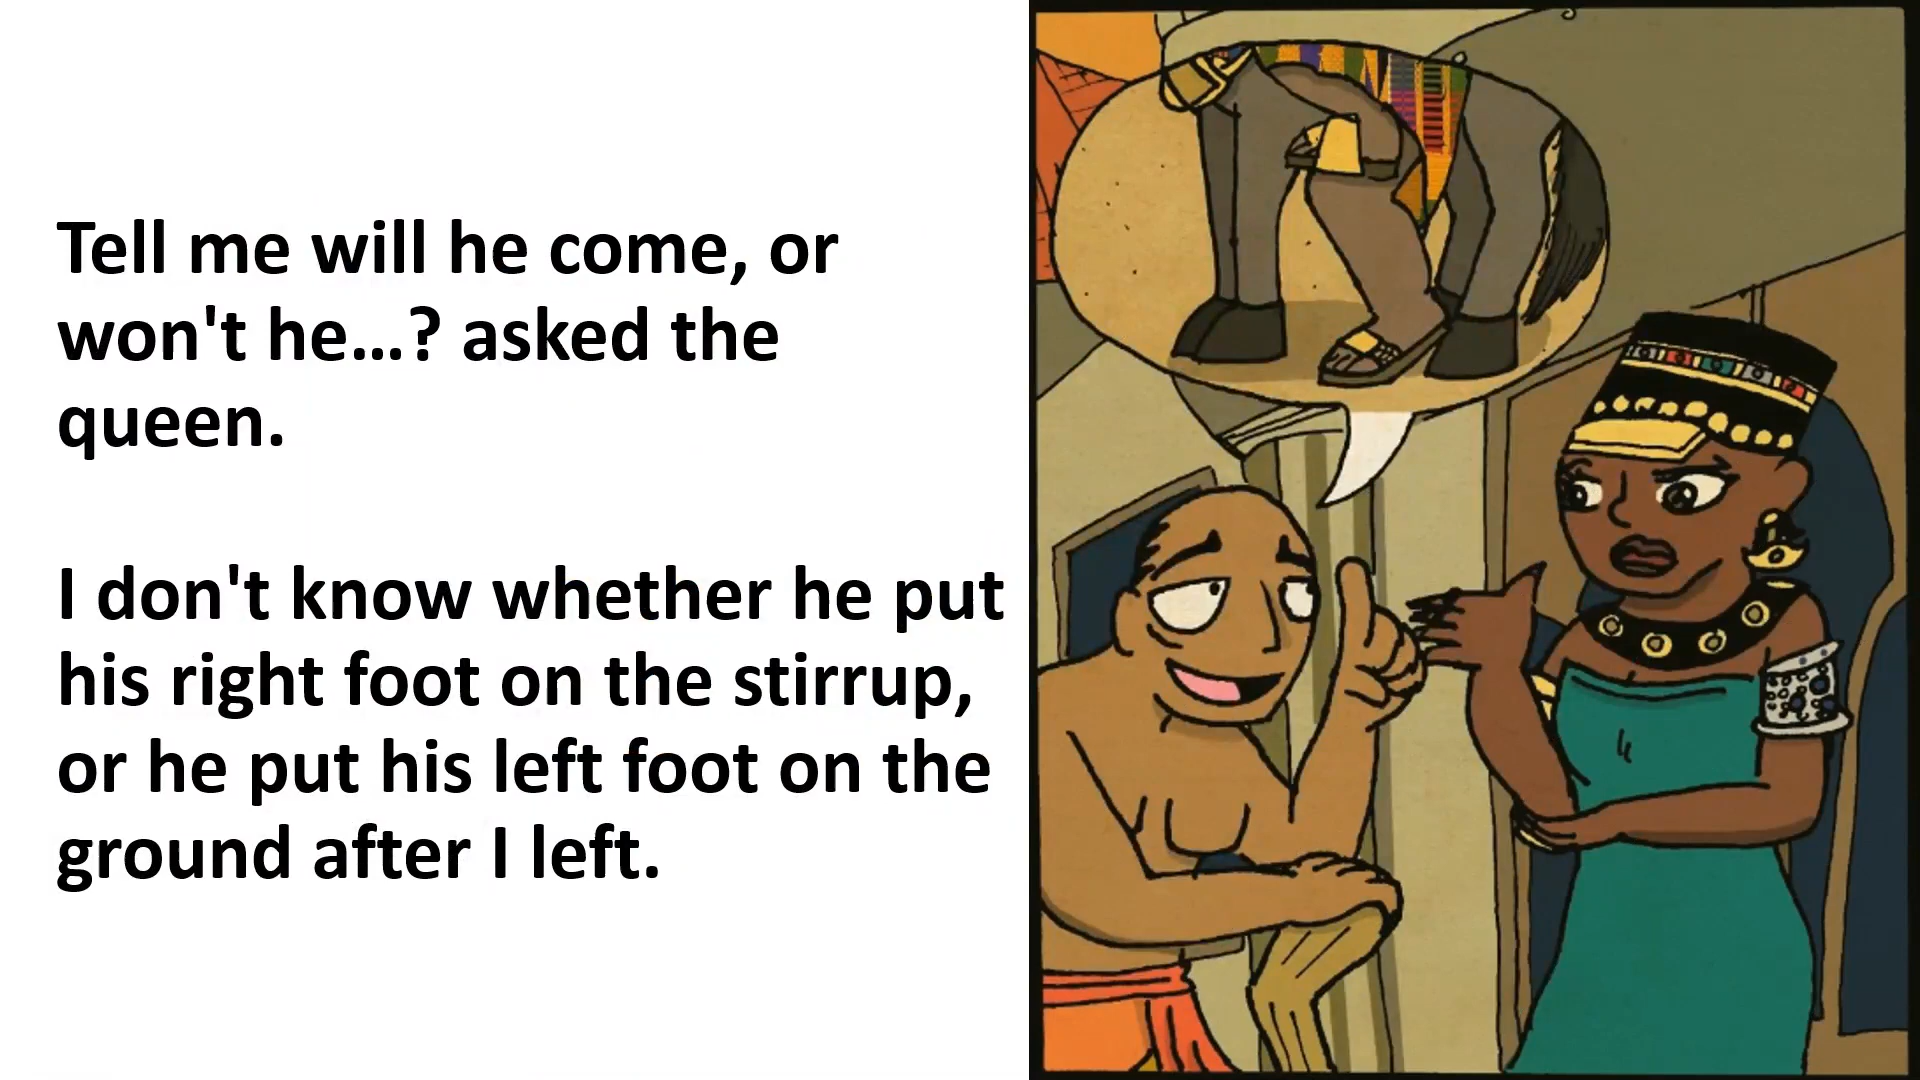 Tell me will he come, or
won't he...? asked the
queen.
I don't know whether he put
his right foot on the stirrup,
or he put his left foot on the
ground after I left.